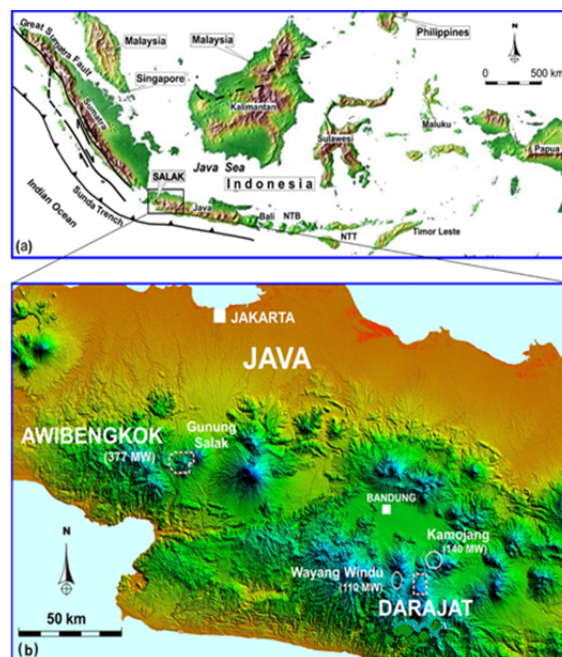 Great Sumatra Fault
Malaysia
Malaysia
Philippines
N
Singapore
0 500 km
Sumatra
Kalimantan
Sulawesi
Maluku
Papua
Java Sea
SALAK
Indonesia
Indian Ocean
Sunda Trench
Java
Bali
NTB
NTT
Timor Leste
(a)
JAKARTA
JAVA
AWIBENGKOK
(377 MW)
Gunung
Salak
BANDUNG
N
Kamojang
(140 MW)
Wayang Windu
(110 MW)
DARAJAT
50 km
(b)